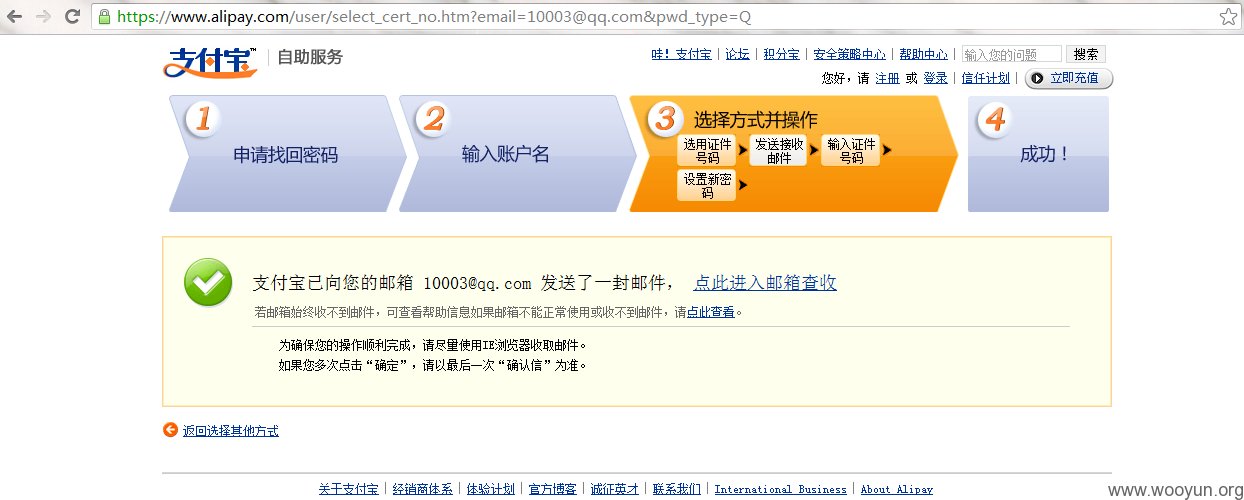 https://www.alipay.com/user/select_cert_no.htm?email=10003@qq.com&pwd_type=Q
支付宝™ | 自助服务
哇！支付宝 | 论坛 | 积分宝 | 安全策略中心 | 帮助中心 | 输入您的问题 搜索
您好，请 注册 或 登录 | 信任计划 | 立即充值
1 申请找回密码
2 输入账户名
3 选择方式并操作
选用证件号码
发送接收邮件
输入证件号码
设置新密码
4 成功！
支付宝已向您的邮箱 10003@qq.com 发送了一封邮件， 点此进入邮箱查收
若邮箱始终收不到邮件，可查看帮助信息如果邮箱不能正常使用或收不到邮件，请点此查看。
为确保您的操作顺利完成，请尽量使用IE浏览器收取邮件。
如果您多次点击“确定”，请以最后一次“确认信”为准。
返回选择其他方式
关于支付宝 | 经销商体系 | 体验计划 | 官方博客 | 诚征英才 | 联系我们 | International Business | About Alipay
www.wooyun.org